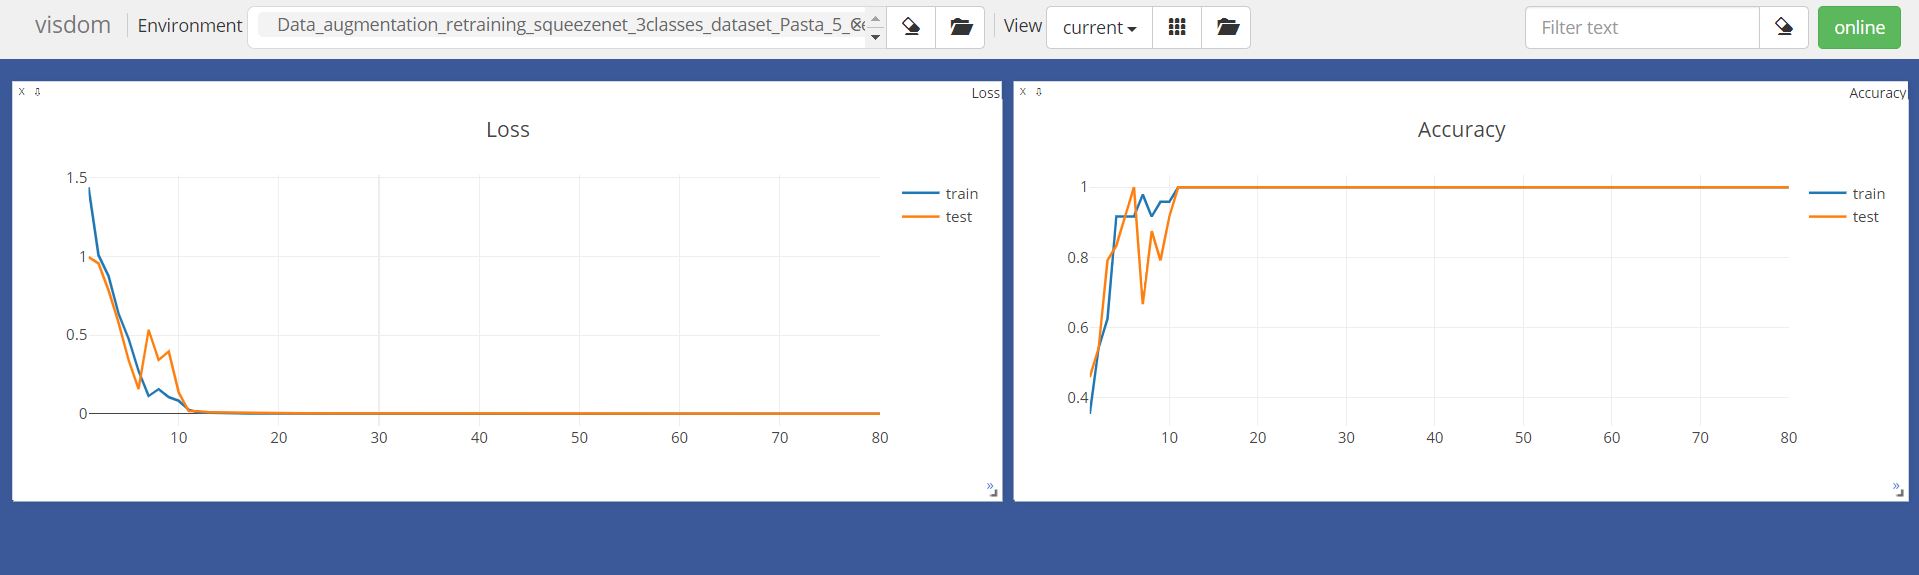 visdom Environment Data_augmentation_retraining_squeezenet_3classes_dataset_Pasta_5_ View current Filter text online
x Loss
Loss
1.5
1
0.5
0
10 20 30 40 50 60 70 80
train
test
x Accuracy
Accuracy
1
0.8
0.6
0.4
10 20 30 40 50 60 70 80
train
test